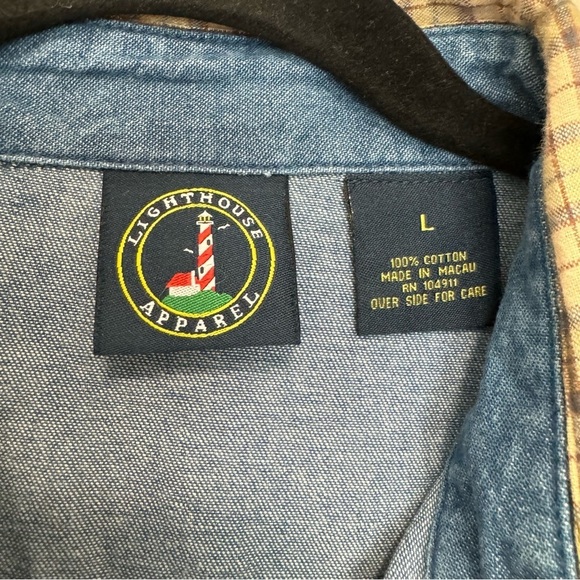 LIGHTHOUSE
APPAREL
L
100% COTTON
MADE IN MACAU
RN 104911
OVER SIDE FOR CARE